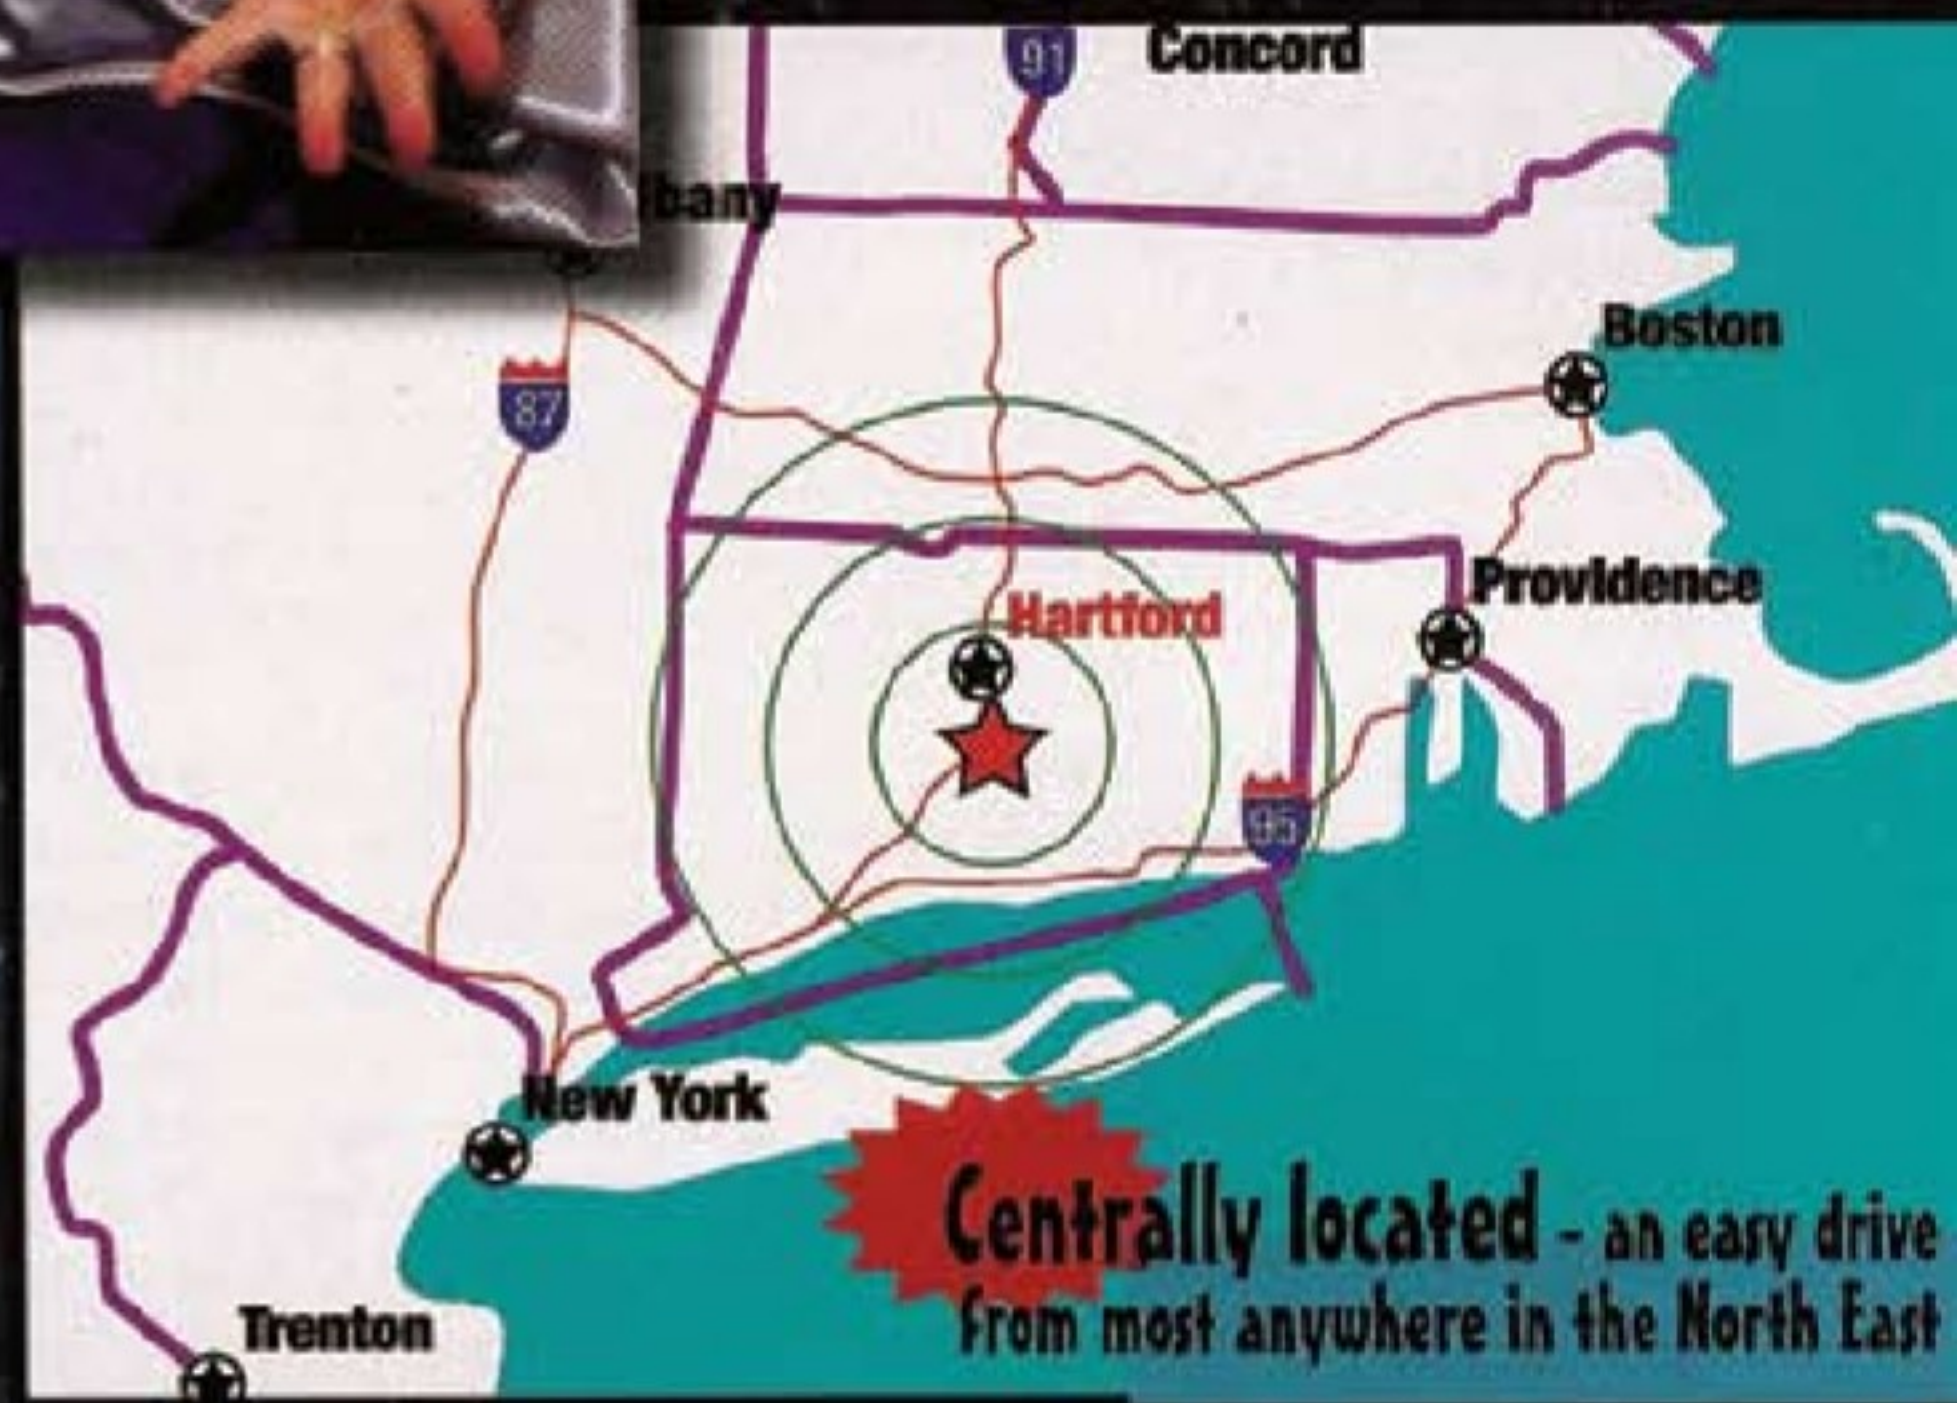 91
Concord
bany
Boston
87
Providence
Hartford
95
New York
Centrally located - an easy drive
from most anywhere in the North East
Trenton